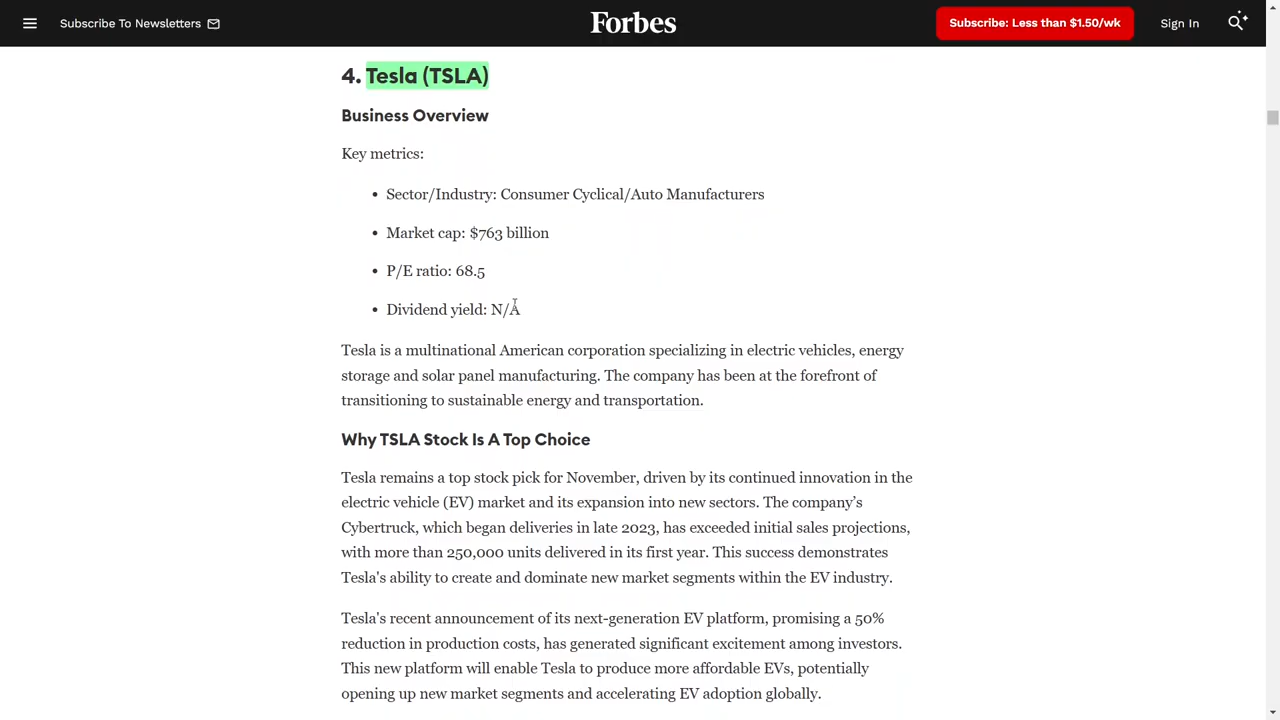 Subscribe To Newsletters
Forbes
Subscribe: Less than $1.50/wk
Sign In
4. Tesla (TSLA)
Business Overview
Key metrics:
• Sector/Industry: Consumer Cyclical/Auto Manufacturers
• Market cap: $763 billion
• P/E ratio: 68.5
• Dividend yield: N/A
Tesla is a multinational American corporation specializing in electric vehicles, energy
storage and solar panel manufacturing. The company has been at the forefront of
transitioning to sustainable energy and transportation.
Why TSLA Stock Is A Top Choice
Tesla remains a top stock pick for November, driven by its continued innovation in the
electric vehicle (EV) market and its expansion into new sectors. The company's
Cybertruck, which began deliveries in late 2023, has exceeded initial sales projections,
with more than 250,000 units delivered in its first year. This success demonstrates
Tesla's ability to create and dominate new market segments within the EV industry.
Tesla's recent announcement of its next-generation EV platform, promising a 50%
reduction in production costs, has generated significant excitement among investors.
This new platform will enable Tesla to produce more affordable EVs, potentially
opening up new market segments and accelerating EV adoption globally.